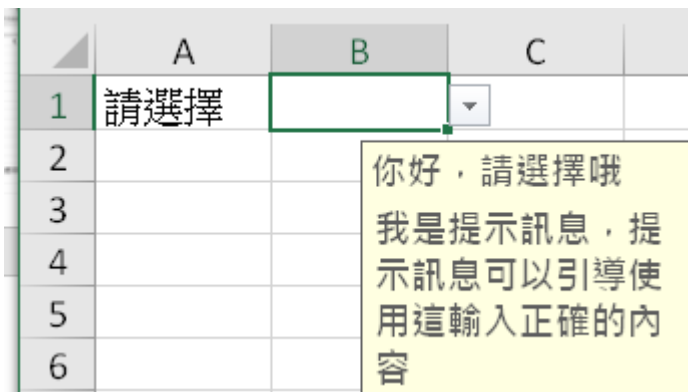 A B C
1 請選擇
2
3
4
5
6
你好，請選擇哦
我是提示訊息，提
示訊息可以引導使
用這輸入正確的內
容